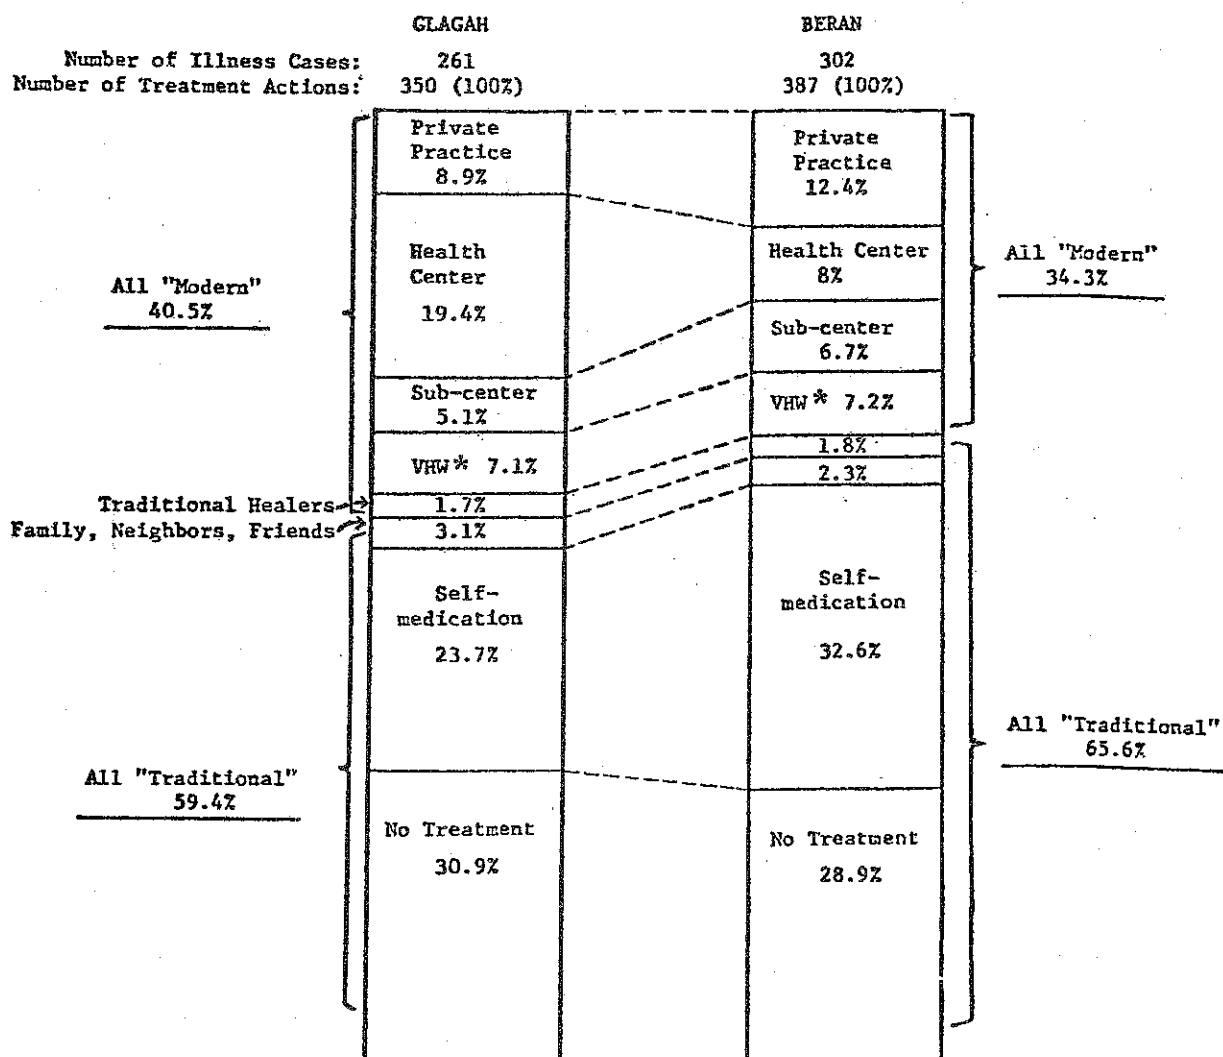 GLAGAH BERAN
Number of Illness Cases: 261 302
Number of Treatment Actions: 350 (100%) 387 (100%)
Private
Practice
8.9%
Health
Center
19.4%
Sub-center
5.1%
VHW* 7.1%
1.7%
3.1%
Self-
medication
23.7%
No Treatment
30.9%
All "Modern"
40.5%
Traditional Healers
Family, Neighbors, Friends
All "Traditional"
59.4%
Private
Practice
12.4%
Health Center
8%
Sub-center
6.7%
VHW* 7.2%
1.8%
2.3%
Self-
medication
32.6%
No Treatment
28.9%
All "Modern"
34.3%
All "Traditional"
65.6%